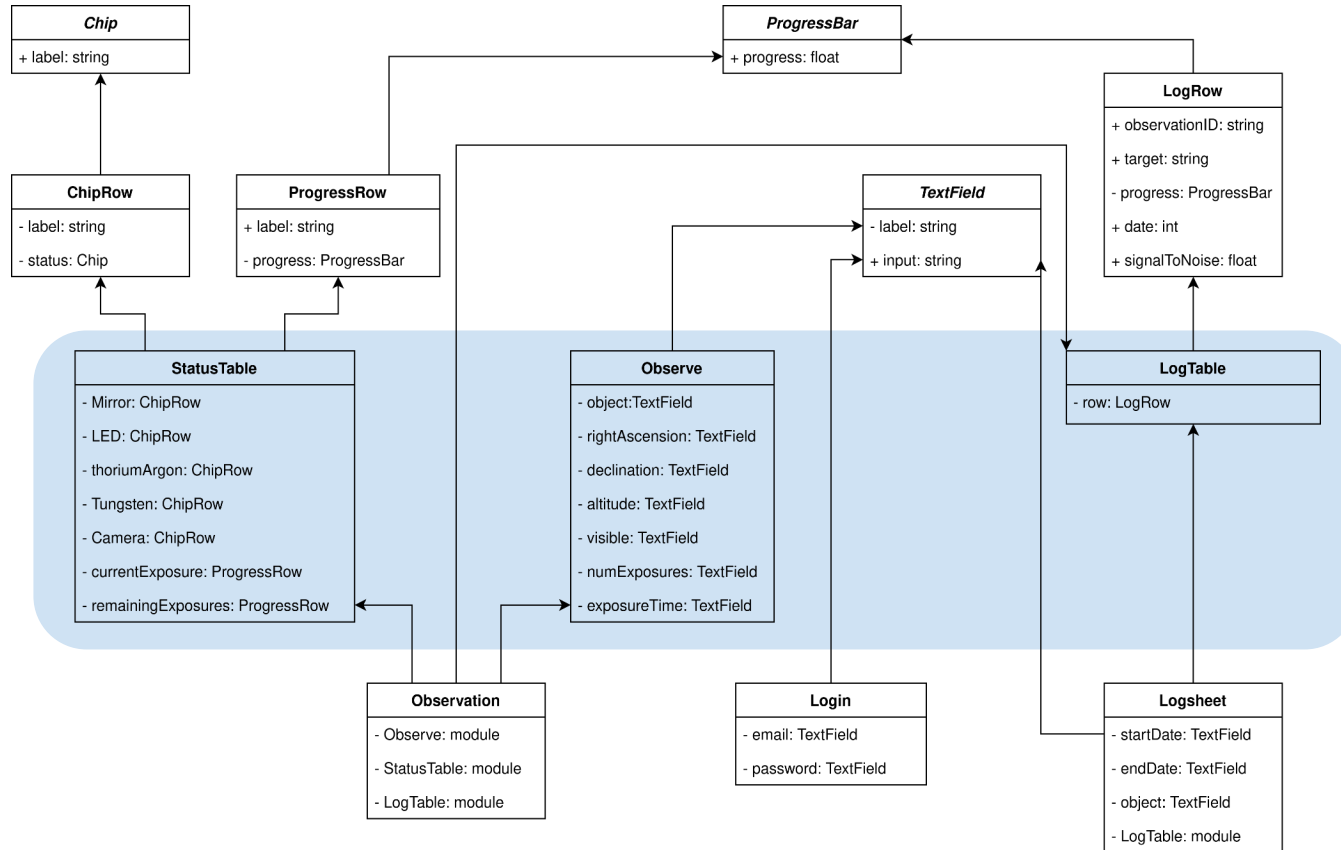 Chip
+ label: string
ProgressBar
+ progress: float
LogRow
+ observationID: string
+ target: string
- progress: ProgressBar
+ date: int
+ signalToNoise: float
ChipRow
- label: string
- status: Chip
ProgressRow
+ label: string
- progress: ProgressBar
TextField
- label: string
+ input: string
StatusTable
- Mirror: ChipRow
- LED: ChipRow
- thoriumArgon: ChipRow
- Tungsten: ChipRow
- Camera: ChipRow
- currentExposure: ProgressRow
- remainingExposures: ProgressRow
Observe
- object:TextField
- rightAscension: TextField
- declination: TextField
- altitude: TextField
- visible: TextField
- numExposures: TextField
- exposureTime: TextField
LogTable
- row: LogRow
Observation
- Observe: module
- StatusTable: module
- LogTable: module
Login
- email: TextField
- password: TextField
Logsheet
- startDate: TextField
- endDate: TextField
- object: TextField
- LogTable: module